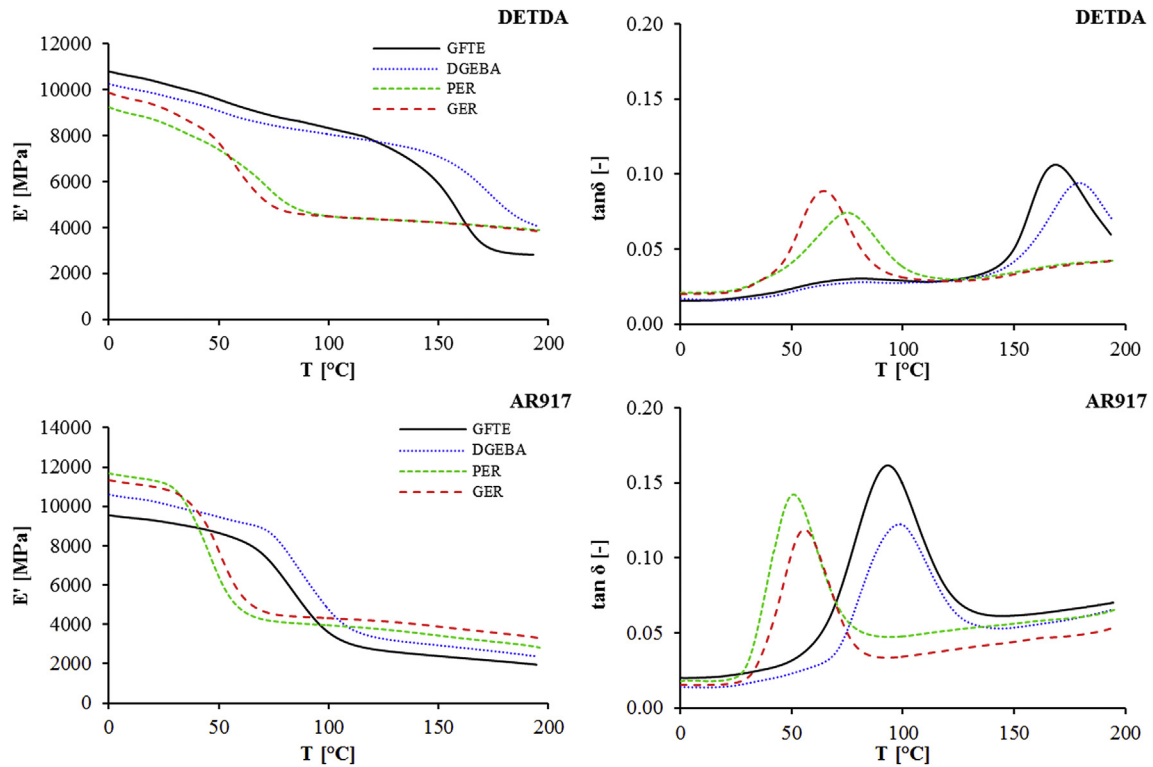 DETDA
12000
10000
8000
6000
4000
2000
0
E' [MPa]
GFTE
DGEBA
PER
GER
0 50 100 150 200
T [°C]
DETDA
0.20
0.15
0.10
0.05
0.00
tanδ [-]
0 50 100 150 200
T [°C]
AR917
14000
12000
10000
8000
6000
4000
2000
0
E' [MPa]
GFTE
DGEBA
PER
GER
0 50 100 150 200
T [°C]
AR917
0.20
0.15
0.10
0.05
0.00
tan δ [-]
0 50 100 150 200
T [°C]